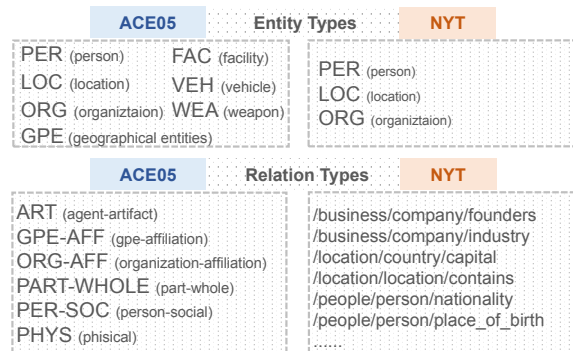 ACE05 Entity Types NYT
PER (person) FAC (facility)
LOC (location) VEH (vehicle)
ORG (organiztaion) WEA (weapon)
GPE (geographical entities)
PER (person)
LOC (location)
ORG (organiztaion)
ACE05 Relation Types NYT
ART (agent-artifact)
GPE-AFF (gpe-affiliation)
ORG-AFF (organization-affiliation)
PART-WHOLE (part-whole)
PER-SOC (person-social)
PHYS (phisical)
/business/company/founders
/business/company/industry
/location/country/capital
/location/location/contains
/people/person/nationality
/people/person/place_of_birth
......